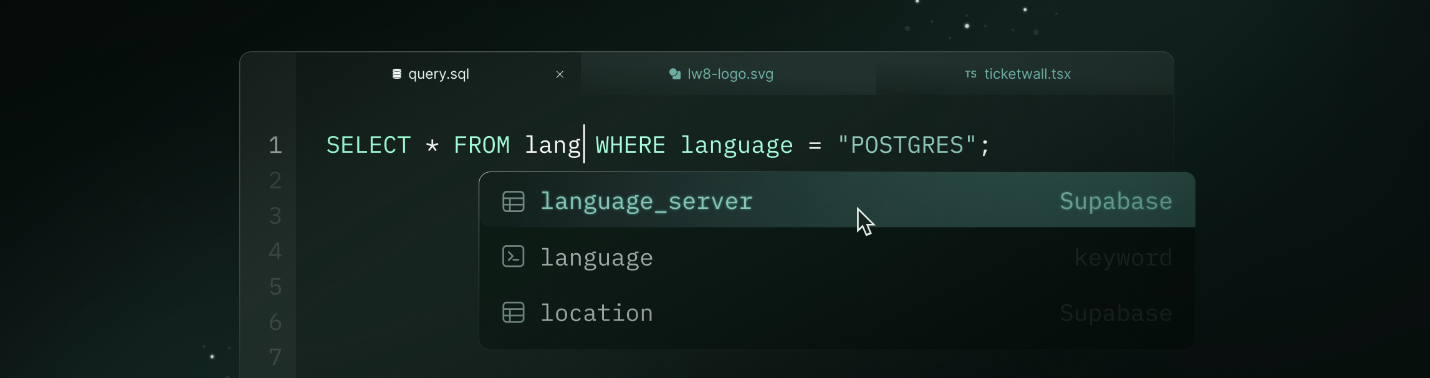 query.sql
lw8-logo.svg
TS ticketwall.tsx
1 SELECT * FROM lang WHERE language = "POSTGRES";
2
language_server Supabase
3
4
language keyword
5
location Supabase
6
7